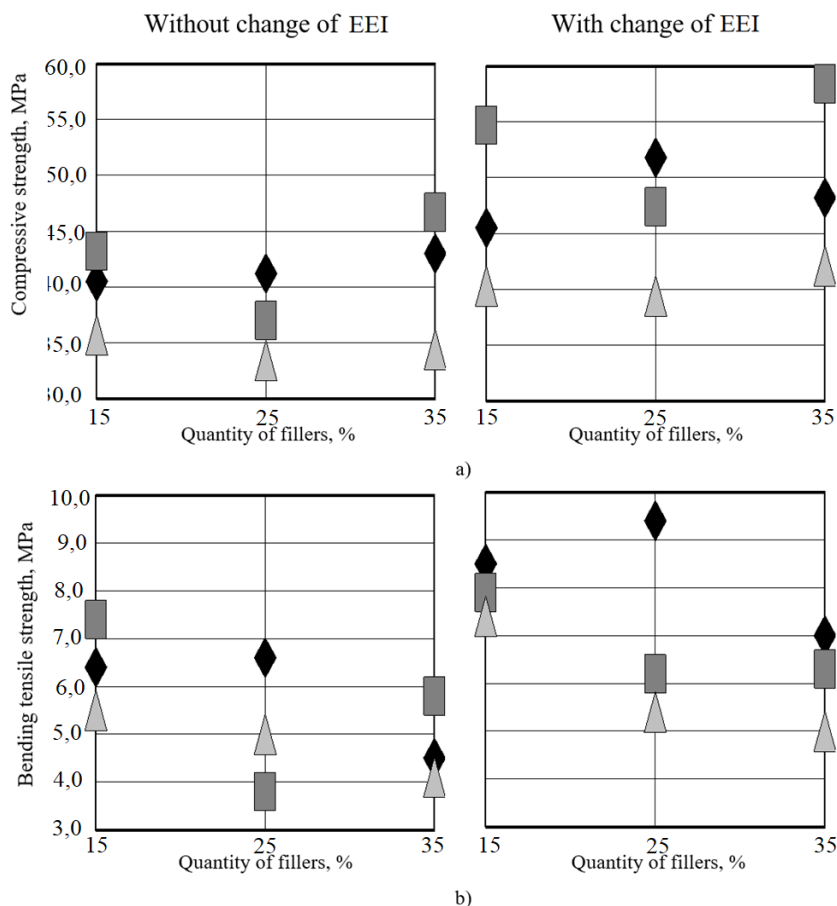 Without change of EEI
With change of EEI
Compressive strength, MPa
60,0
55,0
50,0
45,0
40,0
35,0
30,0
15
25
35
Quantity of fillers, %
15
25
35
Quantity of fillers, %
a)
Bending tensile strength, MPa
10,0
9,0
8,0
7,0
6,0
5,0
4,0
3,0
15
25
35
Quantity of fillers, %
15
25
35
Quantity of fillers, %
b)